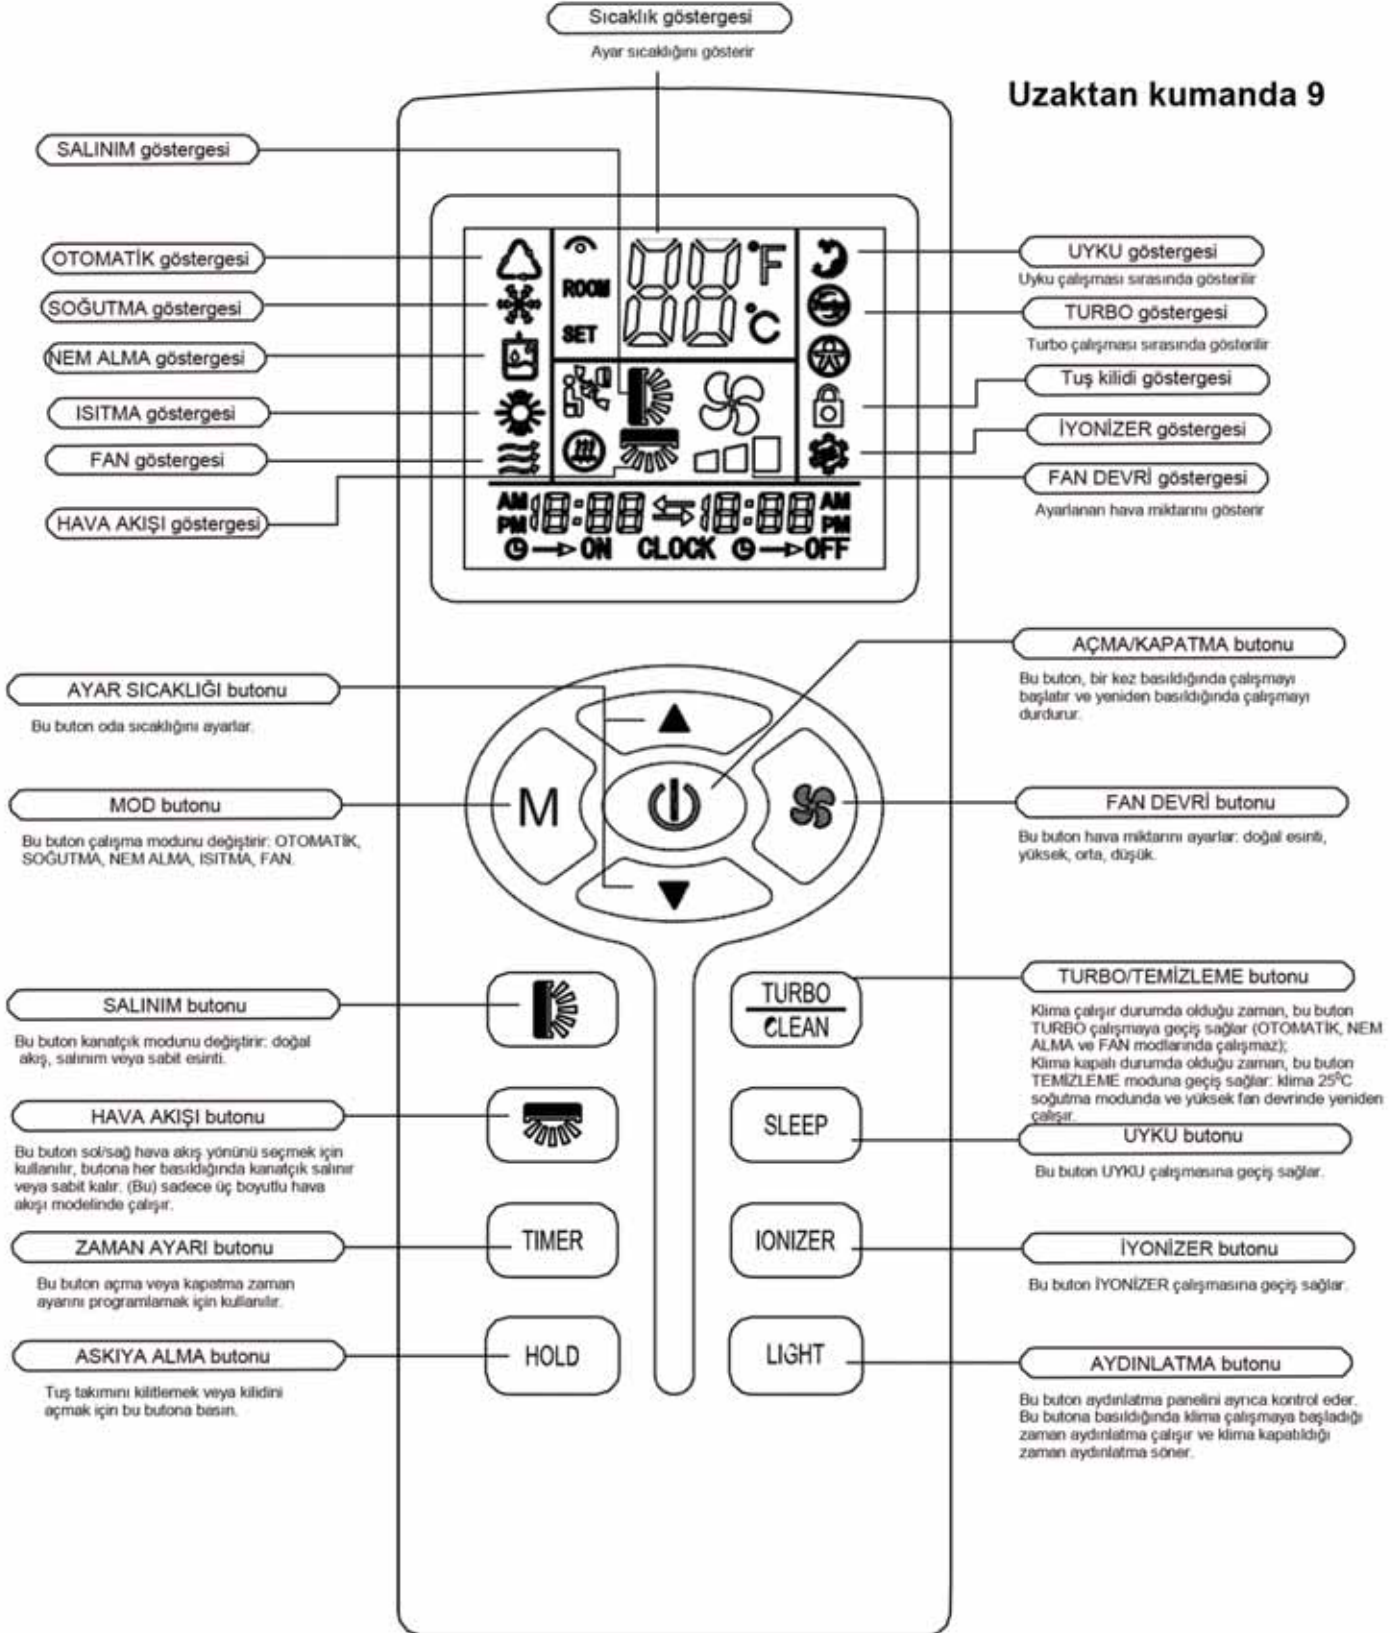 Sıcaklık göstergesi
Ayar sıcaklığını gösterir
Uzaktan kumanda 9
SALINIM göstergesi
OTOMATİK göstergesi
SOĞUTMA göstergesi
NEM ALMA göstergesi
ISITMA göstergesi
FAN göstergesi
HAVA AKIŞI göstergesi
ROOM
SET
88 °F
°C
AM
PM
18:88
18:88
AM
PM
ON CLOCK OFF
UYKU göstergesi
Uyku çalışması sırasında gösterilir
TURBO göstergesi
Turbo çalışması sırasında gösterilir
Tuş kilidi göstergesi
İYONİZER göstergesi
FAN DEVRİ göstergesi
Ayarlanan hava miktarını gösterir
AYAR SICAKLIĞI butonu
Bu buton oda sıcaklığını ayarlar.
MOD butonu
Bu buton çalışma modunu değiştirir: OTOMATİK,
SOĞUTMA, NEM ALMA, ISITMA, FAN.
M
AÇMA/KAPATMA butonu
Bu buton, bir kez basıldığında çalışmayı
başlatır ve yeniden basıldığında çalışmayı
durdurur.
FAN DEVRİ butonu
Bu buton hava miktarını ayarlar: doğal esinti,
yüksek, orta, düşük.
SALINIM butonu
Bu buton kanatçık modunu değiştirir: doğal
akış, salınım veya sabit esinti.
HAVA AKIŞI butonu
Bu buton sol/sağ hava akış yönünü seçmek için
kullanılır, butona her basıldığında kanatçık salınır
veya sabit kalır. (Bu) sadece üç boyutlu hava
akışı modelinde çalışır.
ZAMAN AYARI butonu
Bu buton açma veya kapatma zaman
ayarını programlamak için kullanılır.
ASKIYA ALMA butonu
Tuş takımını kilitlemek veya kilidini
açmak için bu butona basın.
TIMER
HOLD
TURBO
CLEAN
SLEEP
IONIZER
LIGHT
TURBO/TEMİZLEME butonu
Klima çalışır durumda olduğu zaman, bu buton
TURBO çalışmaya geçiş sağlar (OTOMATİK, NEM
ALMA ve FAN modlarında çalışmaz);
Klima kapalı durumda olduğu zaman, bu buton
TEMİZLEME moduna geçiş sağlar: klima 25⁰C
soğutma modunda ve yüksek fan devrinde yeniden
çalışır.
UYKU butonu
Bu buton UYKU çalışmasına geçiş sağlar.
İYONİZER butonu
Bu buton İYONİZER çalışmasına geçiş sağlar.
AYDINLATMA butonu
Bu buton aydınlatma panelini ayrıca kontrol eder.
Bu butona basıldığında klima çalışmaya başladığı
zaman aydınlatma çalışır ve klima kapatıldığı
zaman aydınlatma söner.